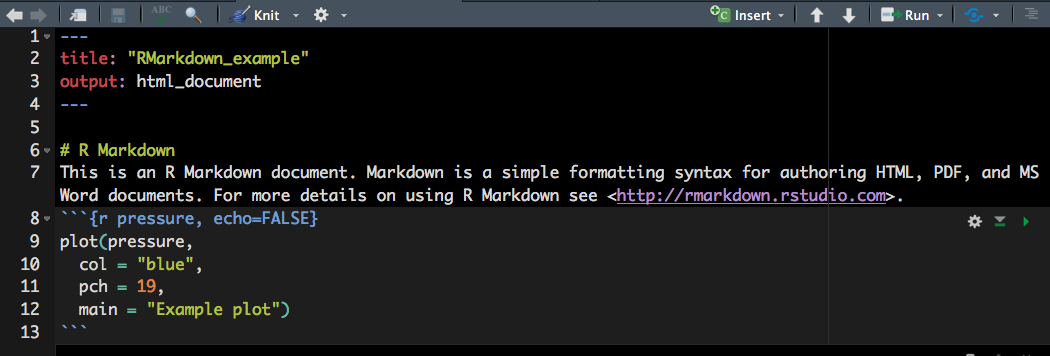 ABC Knit Insert Run
1 ---
2 title: "RMarkdown_example"
3 output: html_document
4 ---
5
6 # R Markdown
7 This is an R Markdown document. Markdown is a simple formatting syntax for authoring HTML, PDF, and MS
Word documents. For more details on using R Markdown see <http://rmarkdown.rstudio.com>.
8 ```{r pressure, echo=FALSE}
9 plot(pressure,
10 col = "blue",
11 pch = 19,
12 main = "Example plot")
13 ```